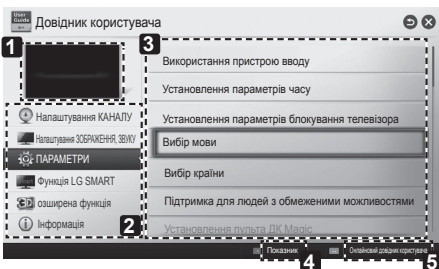 User Guide
Довідник користувача
1
3
Використання пристрою вводу
Установлення параметрів часу
Установлення параметрів блокування телевізора
Вибір мови
Вибір країни
Підтримка для людей з обмеженими можливостями
Установлення пульта ДК Magic
Налаштування КАНАЛУ
Налаштування ЗОБРАЖЕННЯ, ЗВУКУ
ПАРАМЕТРИ
Функція LG SMART
3D озширена функція
Інформація
2
Показник
Онлайновий довідник користувача
4
5